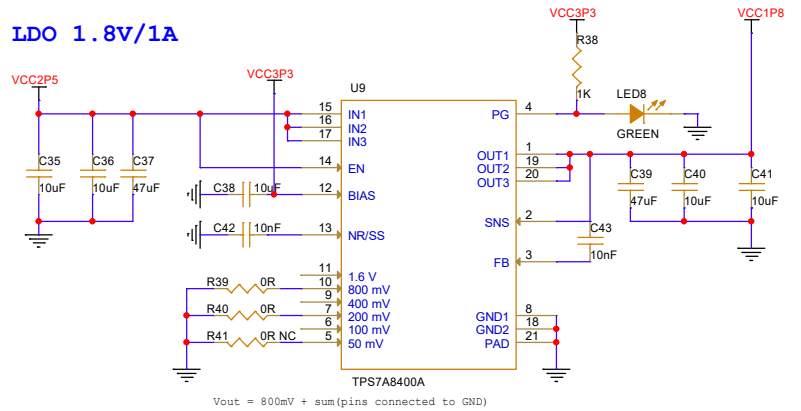 LDO 1.8V/1A
VCC2P5
VCC3P3
VCC3P3
VCC1P8
R38
1K
U9
LED8
GREEN
15 IN1
16 IN2
17 IN3
14 EN
12 BIAS
13 NR/SS
11 1.6 V
10 800 mV
9 400 mV
7 200 mV
6 100 mV
5 50 mV
PG 4
OUT1 1
OUT2 19
OUT3 20
SNS 2
FB 3
GND1 8
GND2 18
PAD 21
C35
10uF
C36
10uF
C37
47uF
C38 10uF
C42 10nF
R39 0R
R40 0R
R41 0R NC
C39
47uF
C40
10uF
C41
10uF
C43
10nF
TPS7A8400A
Vout = 800mV + sum(pins connected to GND)